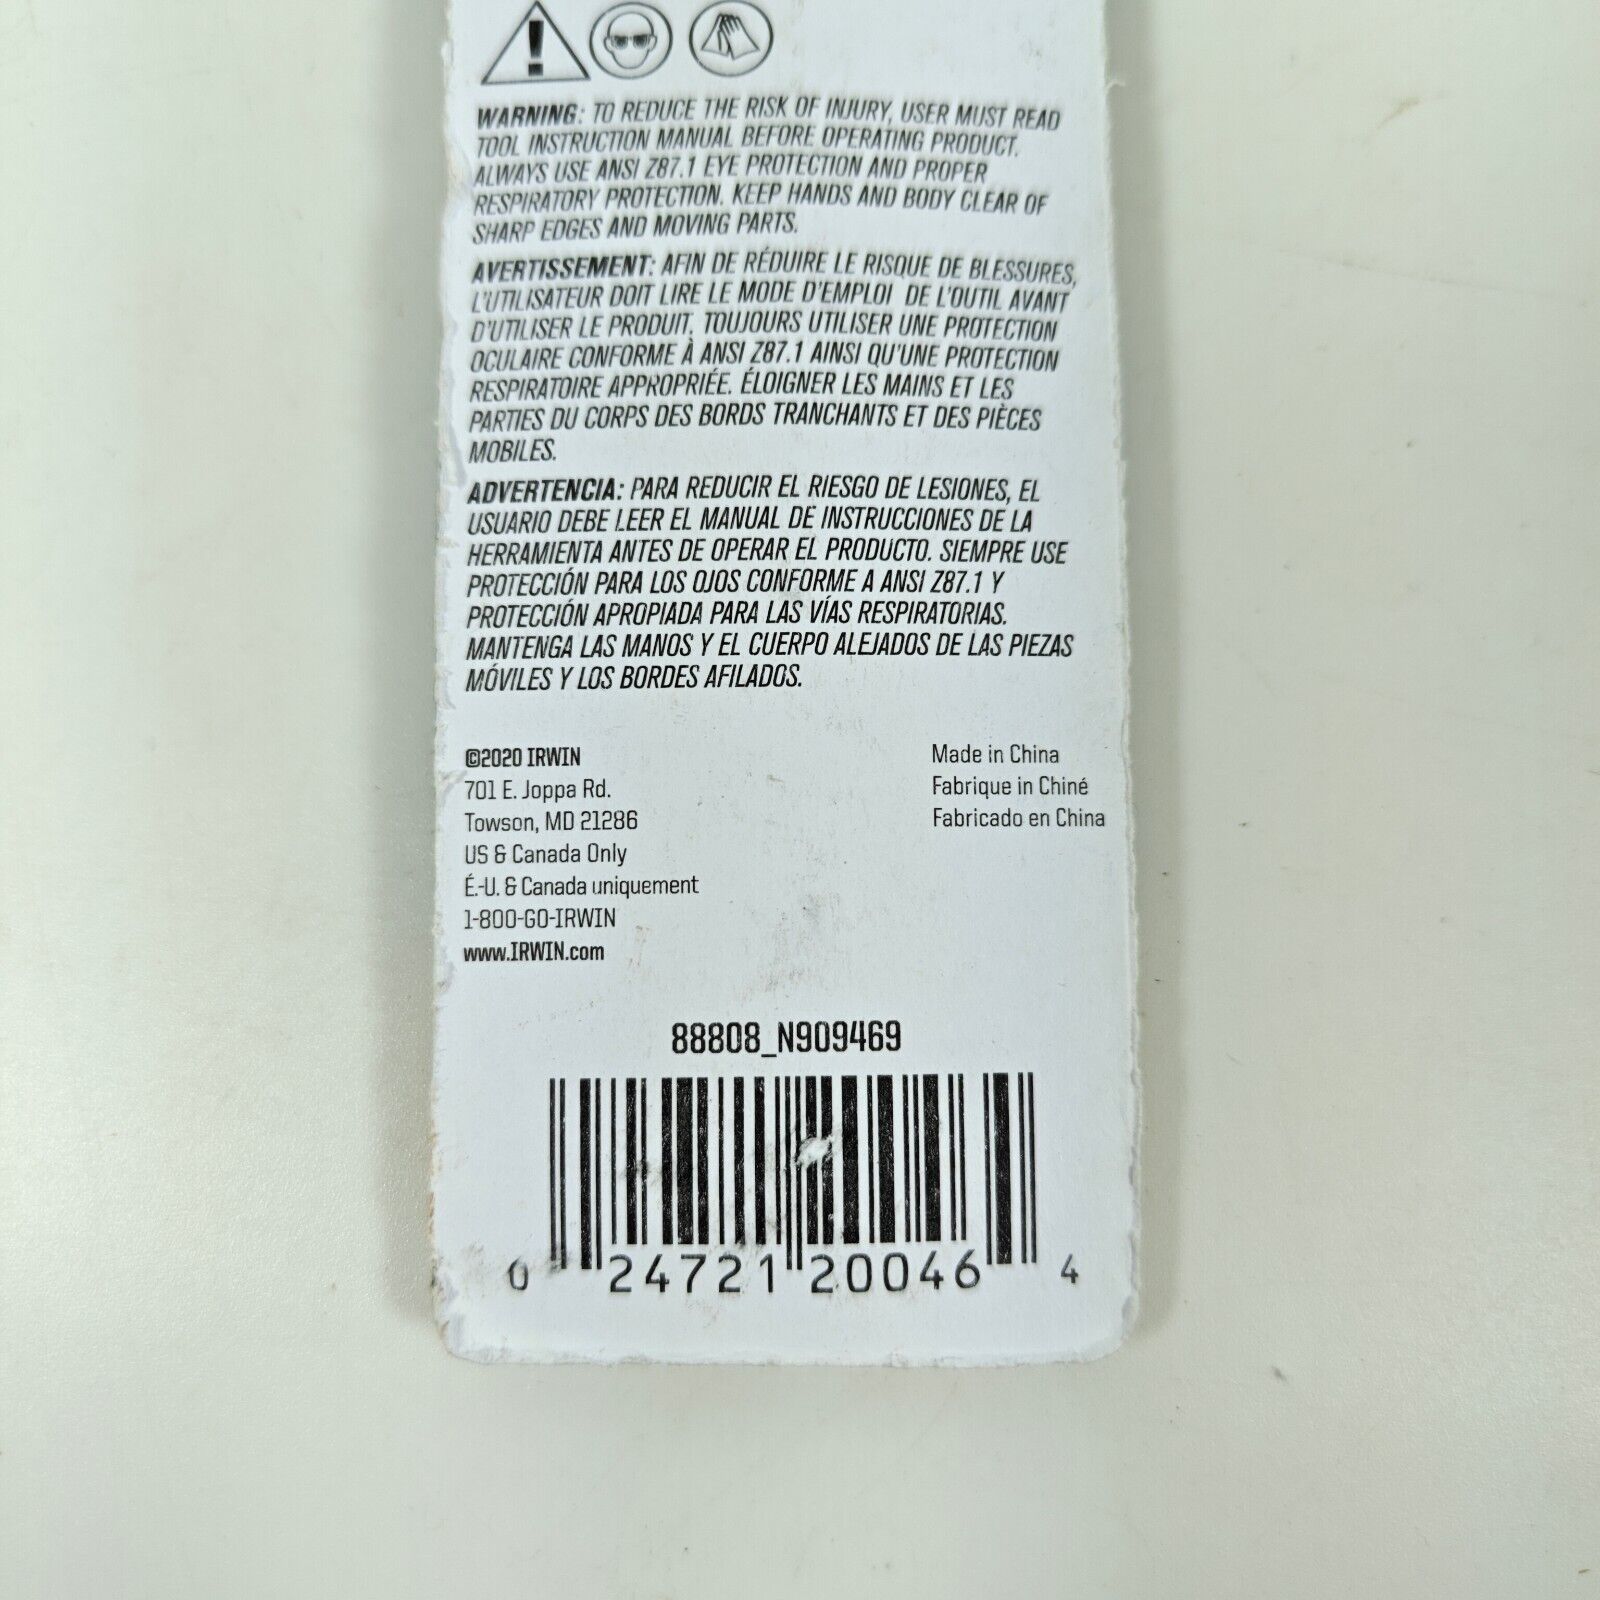 WARNING: TO REDUCE THE RISK OF INJURY, USER MUST READ
TOOL INSTRUCTION MANUAL BEFORE OPERATING PRODUCT.
ALWAYS USE ANSI Z87.1 EYE PROTECTION AND PROPER
RESPIRATORY PROTECTION. KEEP HANDS AND BODY CLEAR OF
SHARP EDGES AND MOVING PARTS.
AVERTISSEMENT: AFIN DE RÉDUIRE LE RISQUE DE BLESSURES,
L'UTILISATEUR DOIT LIRE LE MODE D'EMPLOI DE L'OUTIL AVANT
D'UTILISER LE PRODUIT. TOUJOURS UTILISER UNE PROTECTION
OCULAIRE CONFORME À ANSI Z87.1 AINSI QU'UNE PROTECTION
RESPIRATOIRE APPROPRIÉE. ÉLOIGNER LES MAINS ET LES
PARTIES DU CORPS DES BORDS TRANCHANTS ET DES PIÈCES
MOBILES.
ADVERTENCIA: PARA REDUCIR EL RIESGO DE LESIONES, EL
USUARIO DEBE LEER EL MANUAL DE INSTRUCCIONES DE LA
HERRAMIENTA ANTES DE OPERAR EL PRODUCTO. SIEMPRE USE
PROTECCIÓN PARA LOS OJOS CONFORME A ANSI Z87.1 Y
PROTECCIÓN APROPIADA PARA LAS VÍAS RESPIRATORIAS.
MANTENGA LAS MANOS Y EL CUERPO ALEJADOS DE LAS PIEZAS
MÓVILES Y LOS BORDES AFILADOS.
©2020 IRWIN
701 E. Joppa Rd.
Towson, MD 21286
US & Canada Only
É.-U. & Canada uniquement
1-800-GO-IRWIN
www.IRWIN.com
Made in China
Fabrique in Chiné
Fabricado en China
88808_N909469
0 24721 20046 4